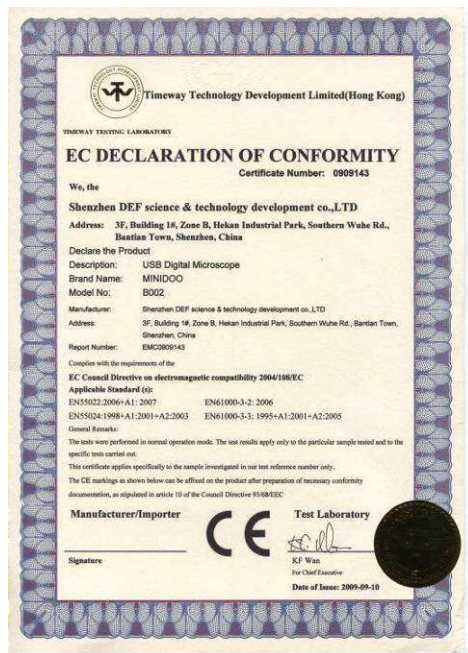 Timeway Technology Development Limited(Hong Kong)
TIMEWAY TESTING LABORATORY
EC DECLARATION OF CONFORMITY
Certificate Number: 0909143
We, the
Shenzhen DEF science & technology development co.,LTD
Address: 3F, Building 1#, Zone B, Hekan Industrial Park, Southern Wuhe Rd.,
Bantian Town, Shenzhen, China
Declare the Product
Description: USB Digital Microscope
Brand Name: MINIDOO
Model No: B002
Manufacturer: Shenzhen DEF science & technology development co.,LTD
Address: 3F, Building 1#, Zone B, Hekan Industrial Park, Southern Wuhe Rd., Bantian Town,
Shenzhen, China
Report Number: EMC0909143
Complies with the requirements of the
EC Council Directive on electromagnetic compatibility 2004/108/EC
Applicable Standard (s):
EN55022:2006+A1: 2007 EN61000-3-2: 2006
EN55024:1998+A1:2001+A2:2003 EN61000-3-3: 1995+A1:2001+A2:2005
General Remarks:
The tests were performed in normal operation mode. The test results apply only to the particular sample tested and to the
specific tests carried out.
This certificate applies specifically to the sample investigated in our test reference number only.
The CE markings as shown below can be affixed on the product after preparation of necessary conformity
documentation, as stipulated in article 10 of the Council Directive 93/68/EEC
Manufacturer/Importer CE Test Laboratory
Signature KF Wan
For Chief Executive
Date of Issue: 2009-09-10